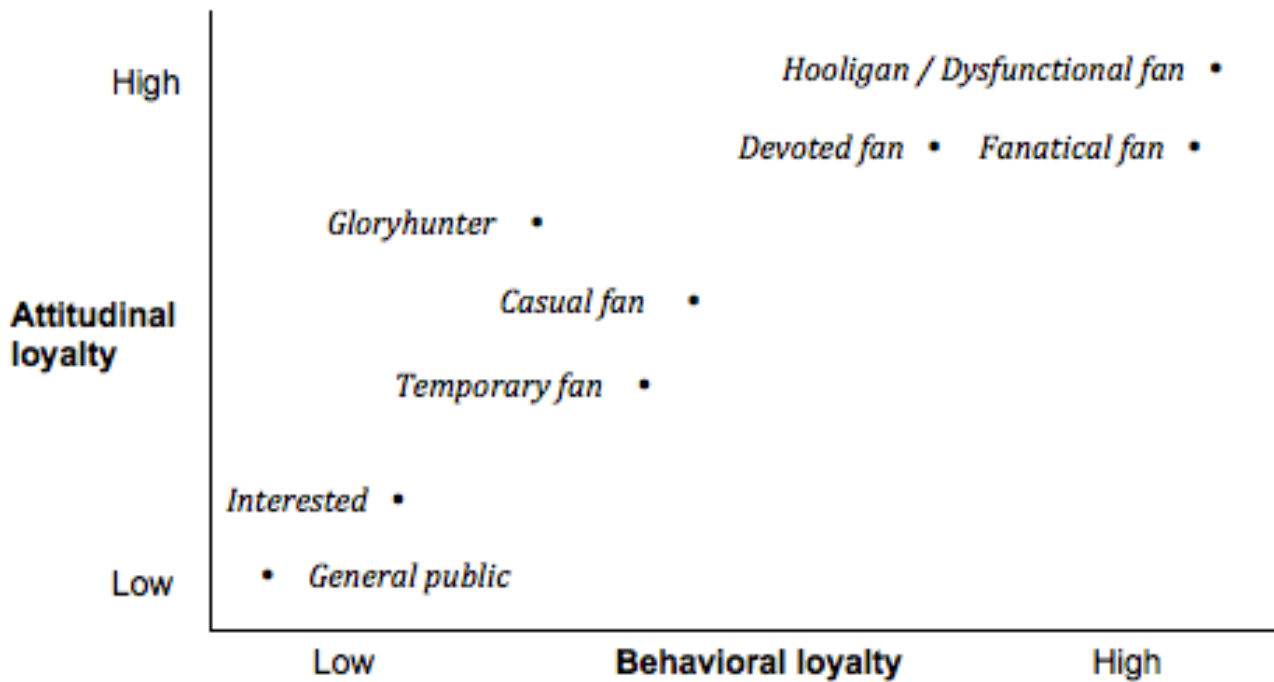 High
Hooligan / Dysfunctional fan
Devoted fan
Fanatical fan
Gloryhunter
Casual fan
Attitudinal
loyalty
Temporary fan
Interested
Low
General public
Low
Behavioral loyalty
High